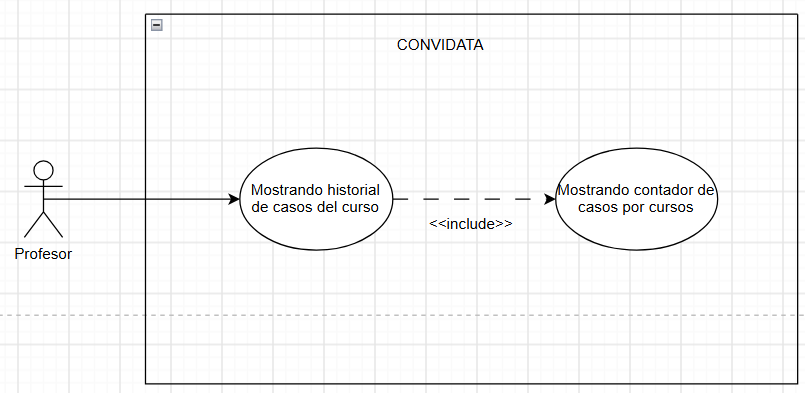 CONVIDATA
Mostrando historial
de casos del curso
Mostrando contador de
casos por cursos
<<include>>
Profesor